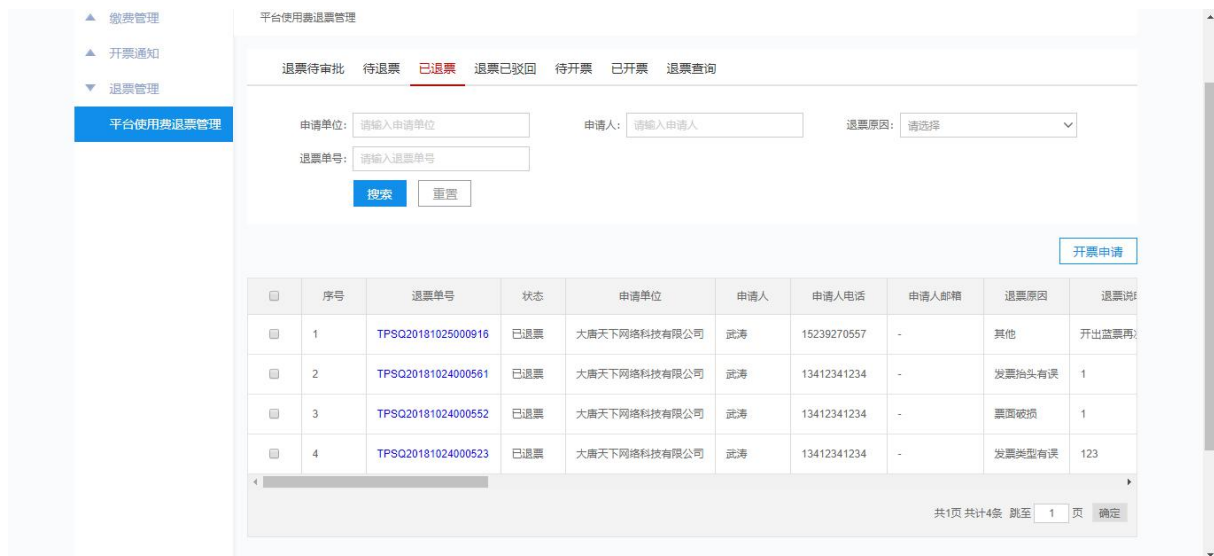 缴费管理
平台使用费退票管理
开票通知
退票管理
平台使用费退票管理
退票待审批 待退票 已退票 退票已驳回 待开票 已开票 退票查询
申请单位: 请输入申请单位 申请人: 请输入申请人 退票原因: 请选择
退票单号: 请输入退票单号
搜索 重置
开票申请
序号 退票单号 状态 申请单位 申请人 申请人电话 申请人邮箱 退票原因 退票说
1 TPSQ20181025000916 已退票 大唐天下网络科技有限公司 武涛 15239270557 - 其他 开出蓝票再
2 TPSQ20181024000561 已退票 大唐天下网络科技有限公司 武涛 13412341234 - 发票抬头有误 1
3 TPSQ20181024000552 已退票 大唐天下网络科技有限公司 武涛 13412341234 - 票面破损 1
4 TPSQ20181024000523 已退票 大唐天下网络科技有限公司 武涛 13412341234 - 发票类型有误 123
共1页 共计4条 跳至 1 页 确定